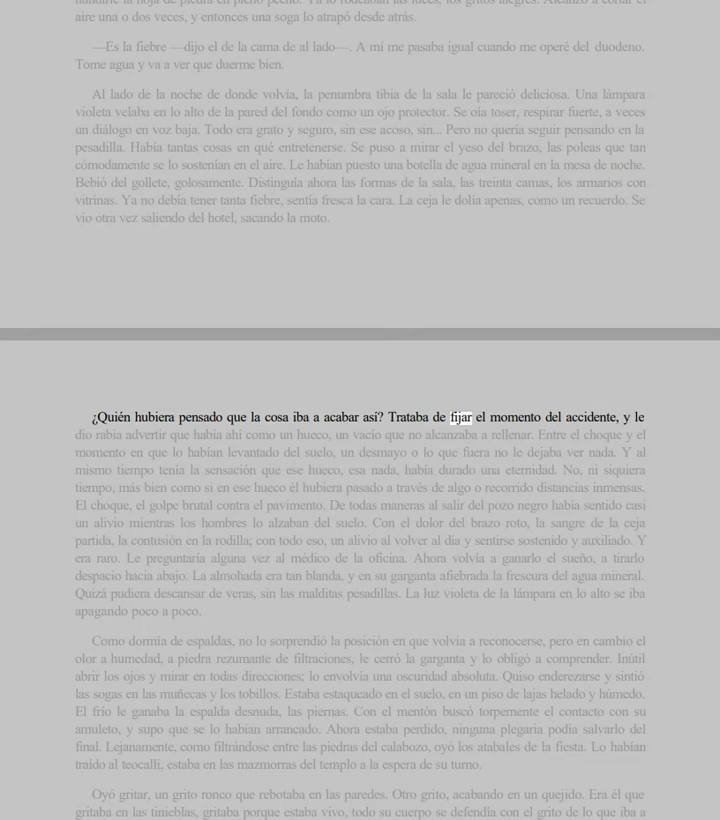 hundirle la hoja de piedra en pleno pecho. Ya lo rodeaban las luces, los gritos alegres. Alcanzó a cortar el
aire una o dos veces, y entonces una soga lo atrapó desde atrás.
—Es la fiebre —dijo el de la cama de al lado—. A mí me pasaba igual cuando me operé del duodeno.
Tome agua y va a ver que duerme bien.
Al lado de la noche de donde volvía, la penumbra tibia de la sala le pareció deliciosa. Una lámpara
violeta velaba en lo alto de la pared del fondo como un ojo protector. Se oía toser, respirar fuerte, a veces
un diálogo en voz baja. Todo era grato y seguro, sin ese acoso, sin... Pero no quería seguir pensando en la
pesadilla. Había tantas cosas en qué entretenerse. Se puso a mirar el yeso del brazo, las poleas que tan
cómodamente se lo sostenían en el aire. Le habían puesto una botella de agua mineral en la mesa de noche.
Bebió del gollete, golosamente. Distinguía ahora las formas de la sala, las treinta camas, los armarios con
vitrinas. Ya no debía tener tanta fiebre, sentía fresca la cara. La ceja le dolía apenas, como un recuerdo. Se
vio otra vez saliendo del hotel, sacando la moto.
¿Quién hubiera pensado que la cosa iba a acabar así? Trataba de fijar el momento del accidente, y le
dio rabia advertir que había ahí como un hueco, un vacío que no alcanzaba a rellenar. Entre el choque y el
momento en que lo habían levantado del suelo, un desmayo o lo que fuera no le dejaba ver nada. Y al
mismo tiempo tenía la sensación que ese hueco, esa nada, había durado una eternidad. No, ni siquiera
tiempo, más bien como si en ese hueco él hubiera pasado a través de algo o recorrido distancias inmensas.
El choque, el golpe brutal contra el pavimento. De todas maneras al salir del pozo negro había sentido casi
un alivio mientras los hombres lo alzaban del suelo. Con el dolor del brazo roto, la sangre de la ceja
partida, la contusión en la rodilla; con todo eso, un alivio al volver al día y sentirse sostenido y auxiliado. Y
era raro. Le preguntaría alguna vez al médico de la oficina. Ahora volvía a ganarlo el sueño, a tirarlo
despacio hacia abajo. La almohada era tan blanda, y en su garganta afiebrada la frescura del agua mineral.
Quizá pudiera descansar de veras, sin las malditas pesadillas. La luz violeta de la lámpara en lo alto se iba
apagando poco a poco.
Como dormía de espaldas, no lo sorprendió la posición en que volvía a reconocerse, pero en cambio el
olor a humedad, a piedra rezumante de filtraciones, le cerró la garganta y lo obligó a comprender. Inútil
abrir los ojos y mirar en todas direcciones; lo envolvía una oscuridad absoluta. Quiso enderezarse y sintió
las sogas en las muñecas y los tobillos. Estaba estaqueado en el suelo, en un piso de lajas helado y húmedo.
El frío le ganaba la espalda desnuda, las piernas. Con el mentón buscó torpemente el contacto con su
amuleto, y supo que se lo habían arrancado. Ahora estaba perdido, ninguna plegaria podía salvarlo del
final. Lejanamente, como filtrándose entre las piedras del calabozo, oyó los atabales de la fiesta. Lo habían
traído al teocalli, estaba en las mazmorras del templo a la espera de su turno.
Oyó gritar, un grito ronco que rebotaba en las paredes. Otro grito, acabando en un quejido. Era él que
gritaba en las tinieblas, gritaba porque estaba vivo, todo su cuerpo se defendía con el grito de lo que iba a